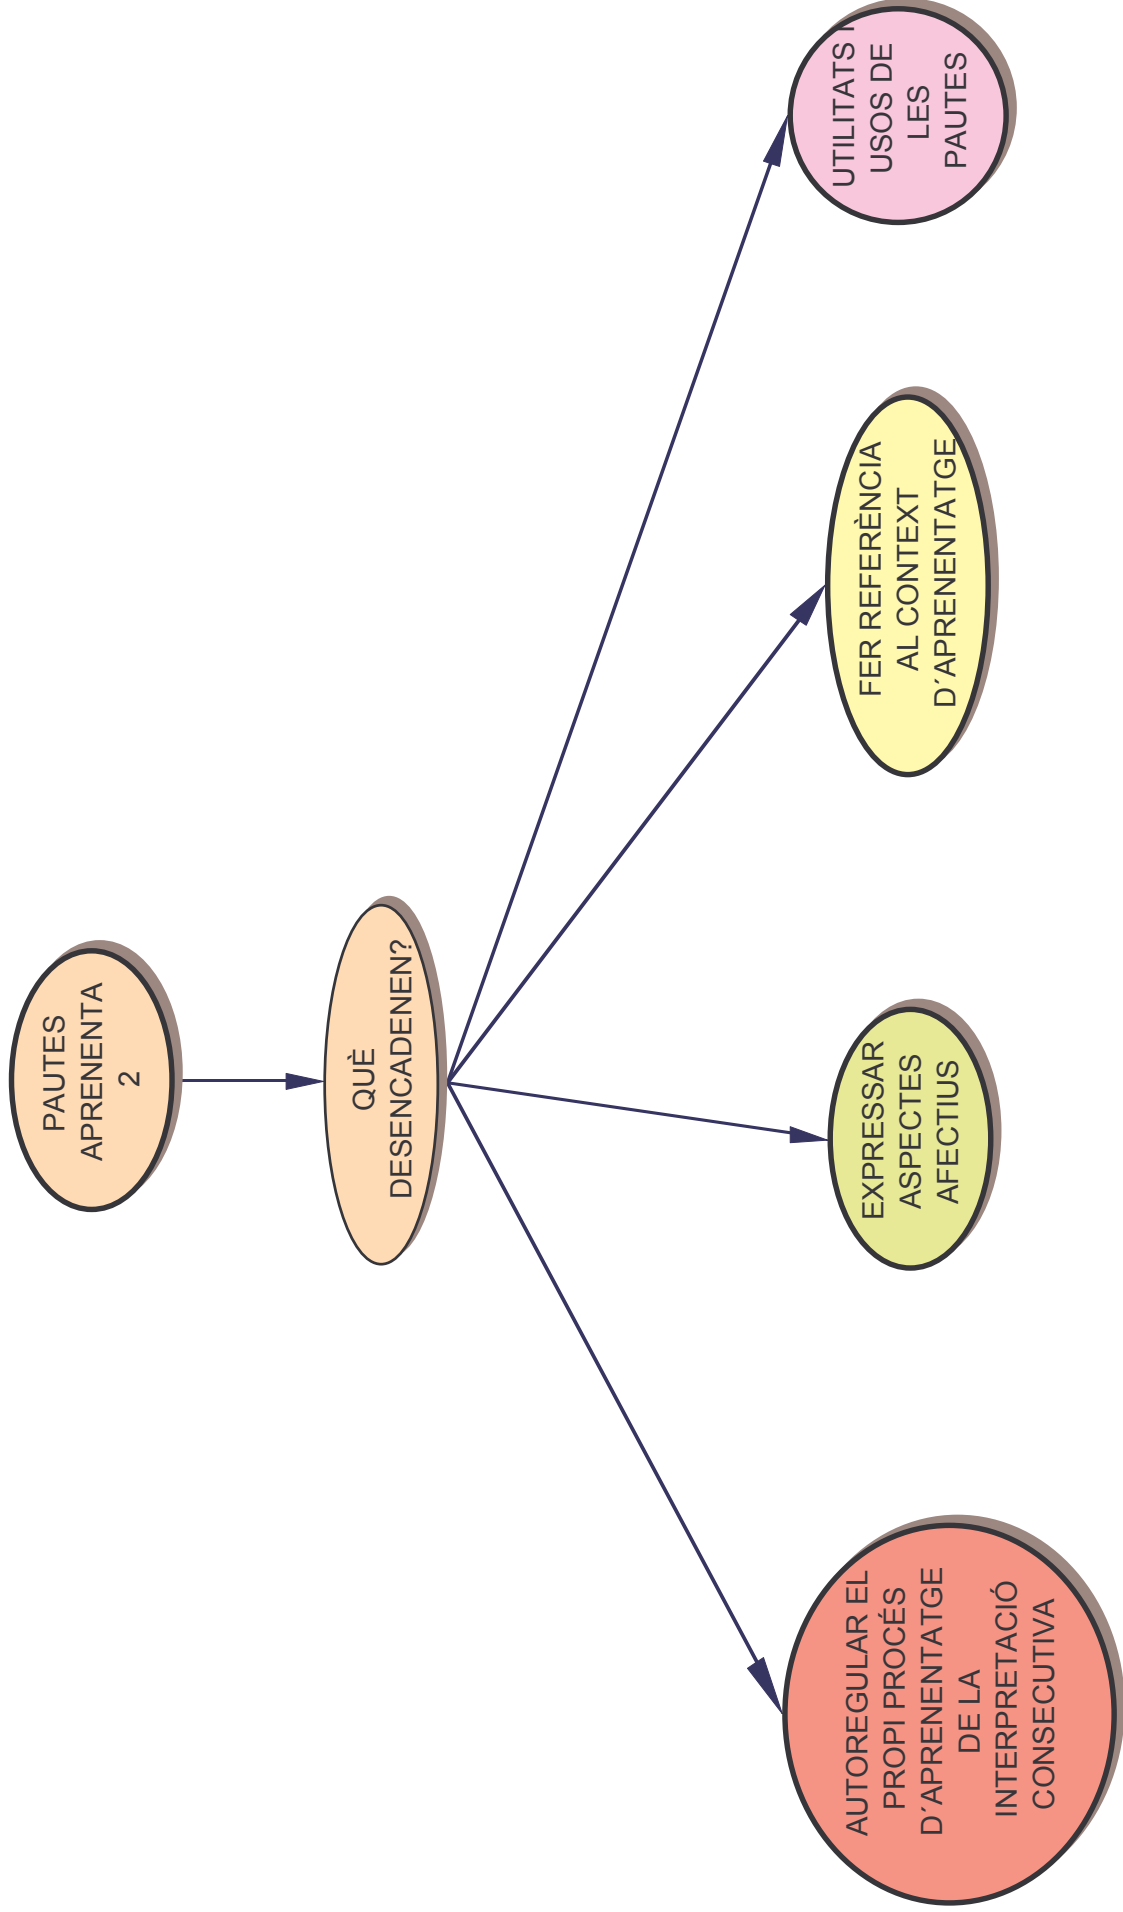 PAUTES
APRENENTA
2
QUÈ
DESENCADENEN?
AUTOREGULAR EL
PROPI PROCÉS
D´APRENENTATGE
DE LA
INTERPRETACIÓ
CONSECUTIVA
EXPRESSAR
ASPECTES
AFECTIUS
FER REFERÈNCIA
AL CONTEXT
D´APRENENTATGE
UTILITATS I
USOS DE
LES
PAUTES